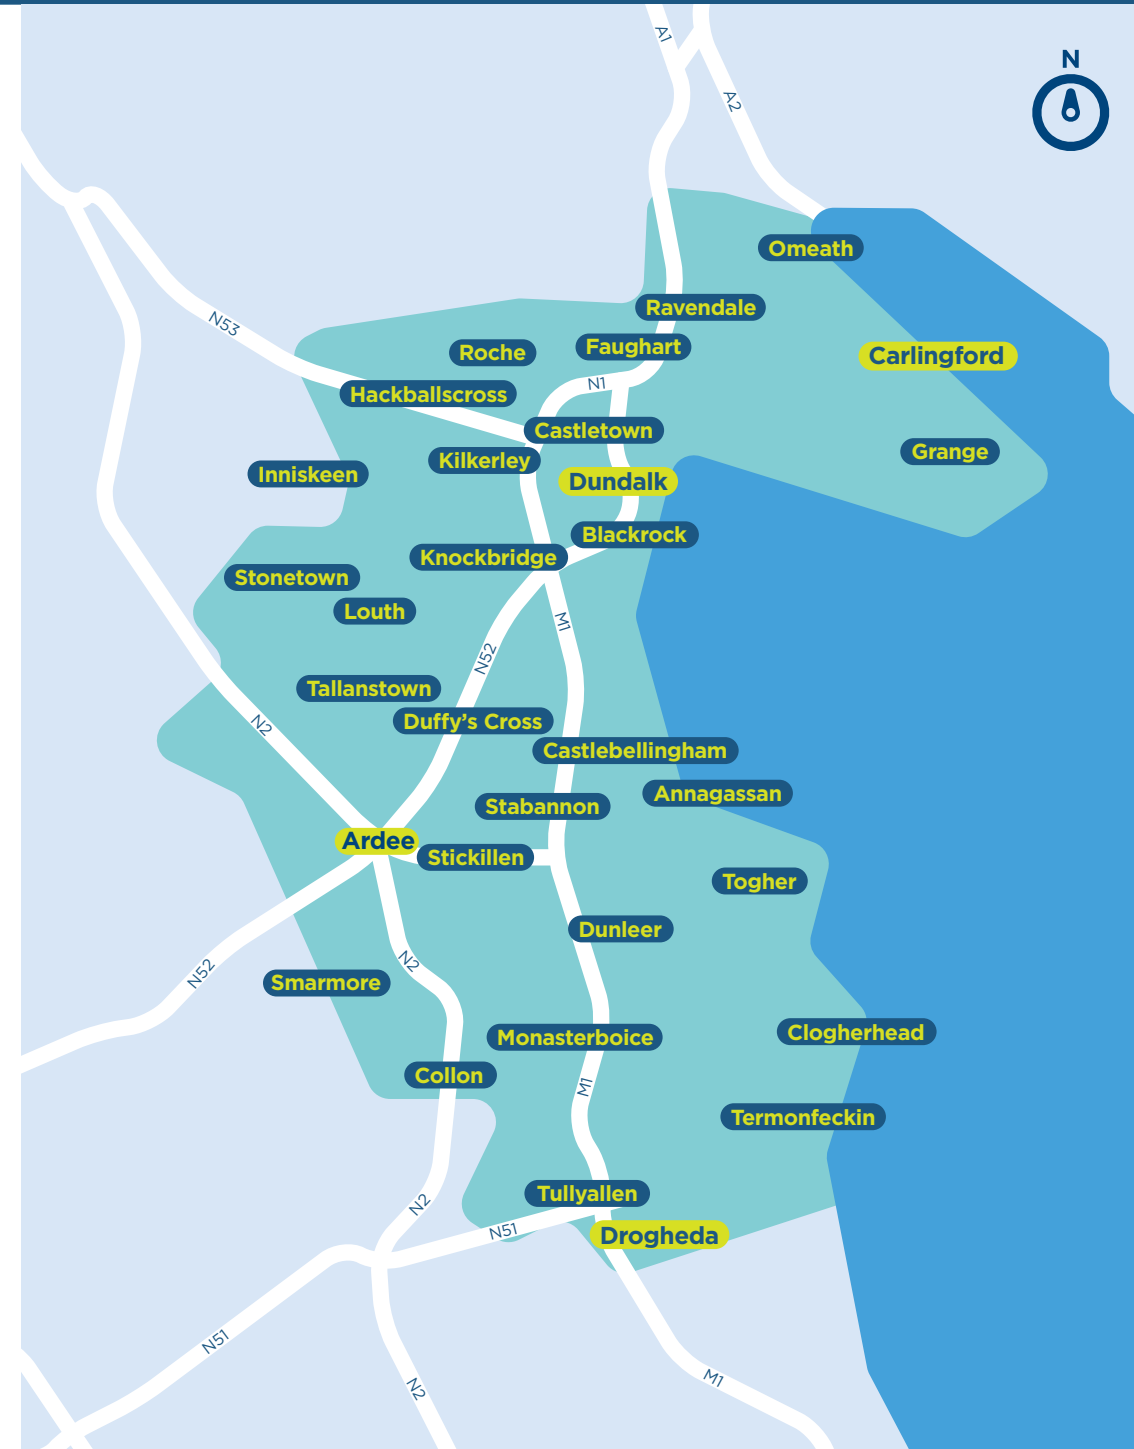 A1
N
A2
Omeath
Ravendale
N53
Faughart
Roche
Carlingford
N1
Hackballscross
Castletown
Grange
Kilkerley
Inniskeen
Dundalk
Blackrock
Knockbridge
Stonetown
Louth
M1
N52
Tallanstown
Duffy's Cross
N2
Castlebellingham
Annagassan
Stabannon
Ardee
Stickillen
Togher
Dunleer
N2
N52
Smarmore
Clogherhead
Monasterboice
Collon
M1
Termonfeckin
Tullyallen
N2
N51
Drogheda
N51
M1
N2